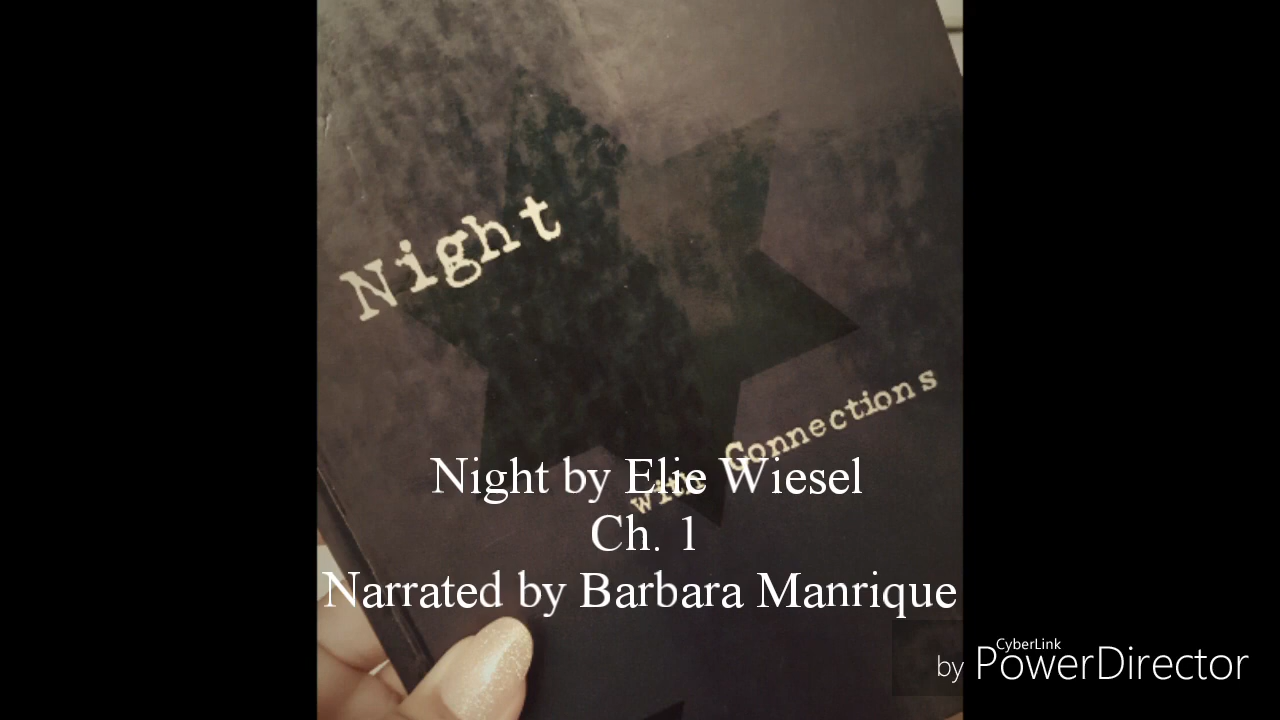 Night
with Connections
Night by Elie Wiesel
Ch. 1
Narrated by Barbara Manrique
CyberLink
by PowerDirector